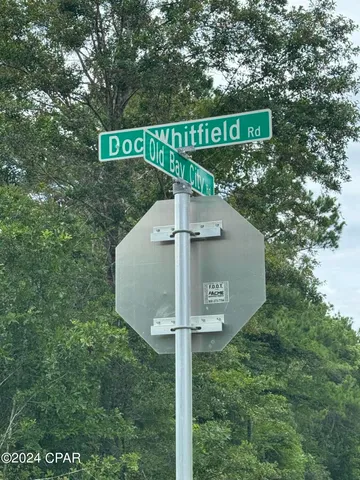 Doc Whitfield Rd
Old Bay City
F.D.O.T.
©2024 CPAR